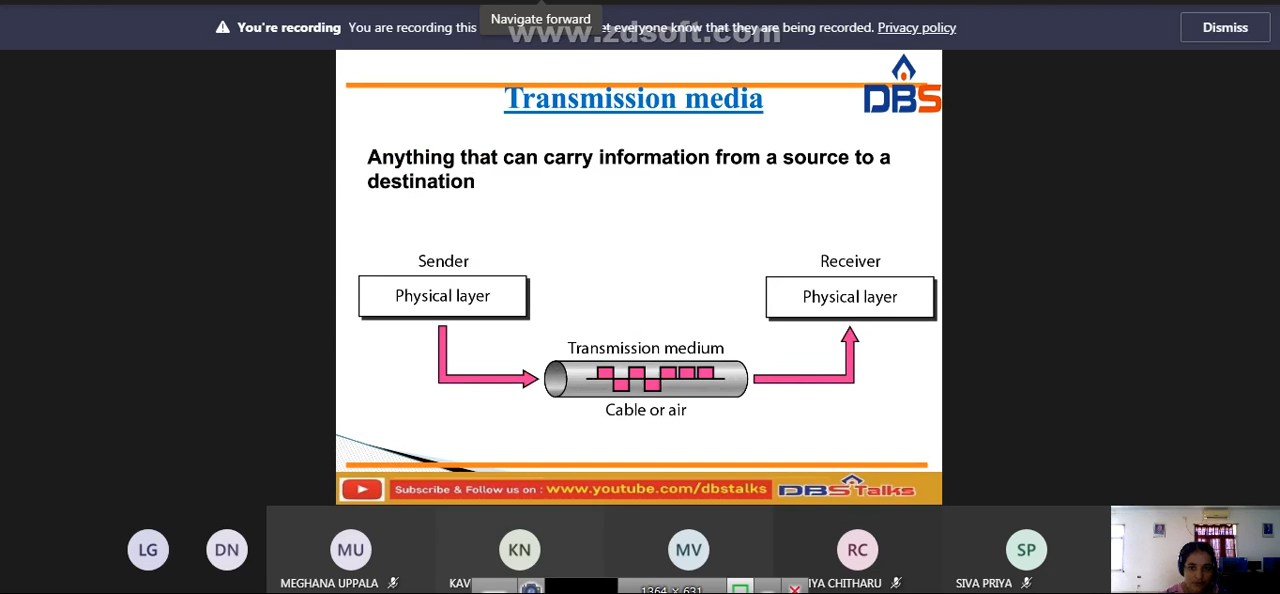 Navigate forward
You're recording You are recording this
et everyone know that they are being recorded. Privacy policy
Dismiss
www.zdsoft.com
DBS
Transmission media
Anything that can carry information from a source to a
destination
Sender
Receiver
Physical layer
Physical layer
Transmission medium
Cable or air
Subscribe & Follow us on : www.youtube.com/dbstalks DBS Talks
LG
DN
MU
KN
MV
RC
SP
MEGHANA UPPALA
KAV
IYA CHITHARU
SIVA PRIYA
1364 × 631